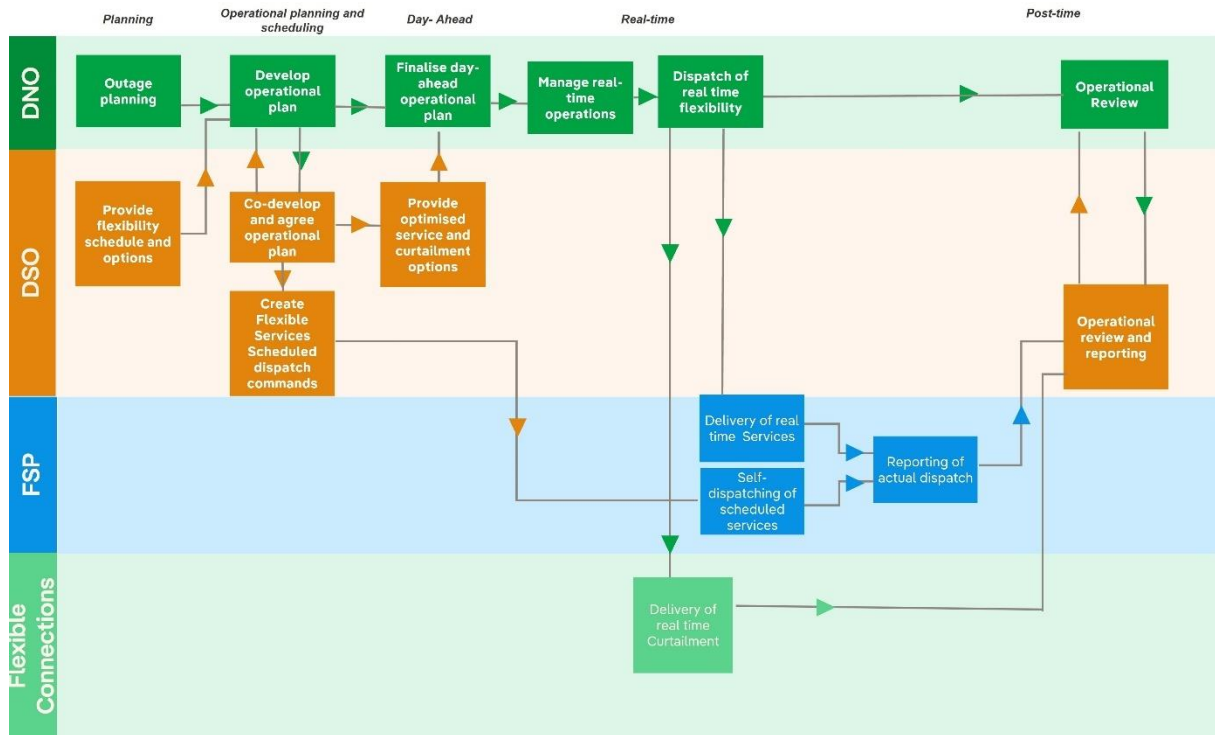 Planning
Operational planning and
scheduling
Day- Ahead
Real-time
Post-time
DNO
Outage
planning
Develop
operational
plan
Finalise day-
ahead
operational
plan
Manage real-
time
operations
Dispatch of
real time
flexibility
Operational
Review
DSO
Provide
flexibility
schedule and
options
Co-develop
and agree
operational
plan
Provide
optimised
service and
curtailment
options
Create
Flexible
Services
Scheduled
dispatch
commands
Operational
review and
reporting
FSP
Delivery of real
time Services
Self-
dispatching of
scheduled
services
Reporting of
actual dispatch
Flexible
Connections
Delivery of
real time
Curtailment